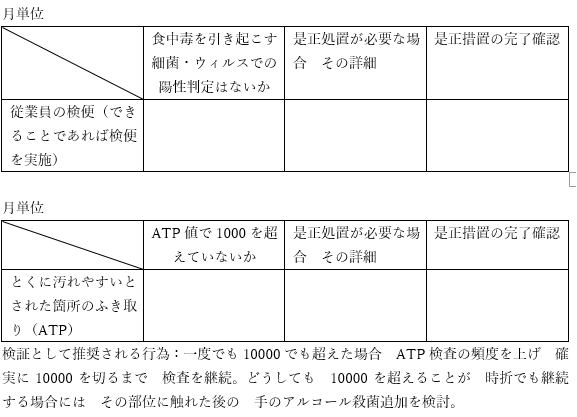 月単位
食中毒を引き起こす
細菌・ウィルスでの
陽性判定はないか
是正処置が必要な場
合　その詳細
是正措置の完了確認
従業員の検便（でき
ることであれば検便
を実施）
月単位
ATP 値で 1000 を超
えていないか
是正処置が必要な場
合　その詳細
是正措置の完了確認
とくに汚れやすいと
された箇所のふき取
り（ATP）
検証として推奨される行為：一度でも 10000 でも超えた場合　ATP 検査の頻度を上げ　確
実に 10000 を切るまで　検査を継続。どうしても　10000 を超えることが　時折でも継続
する場合には　その部位に触れた後の　手のアルコール殺菌追加を検討。